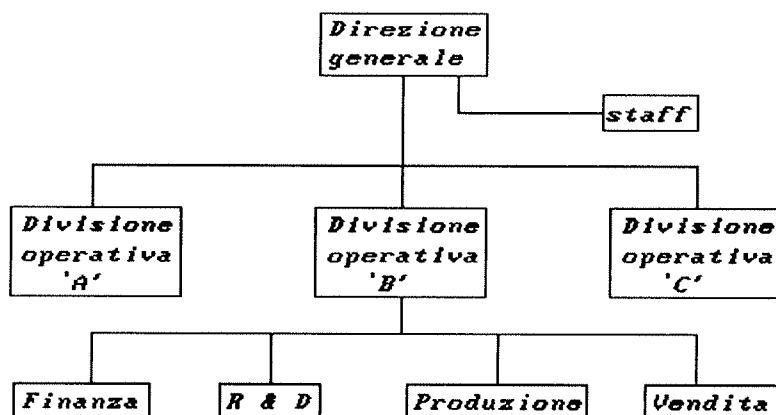 Direzione
generale
staff
Divisione
operativa
'A'
Divisione
operativa
'B'
Divisione
operativa
'C'
Finanza
R & D
Produzione
Vendita